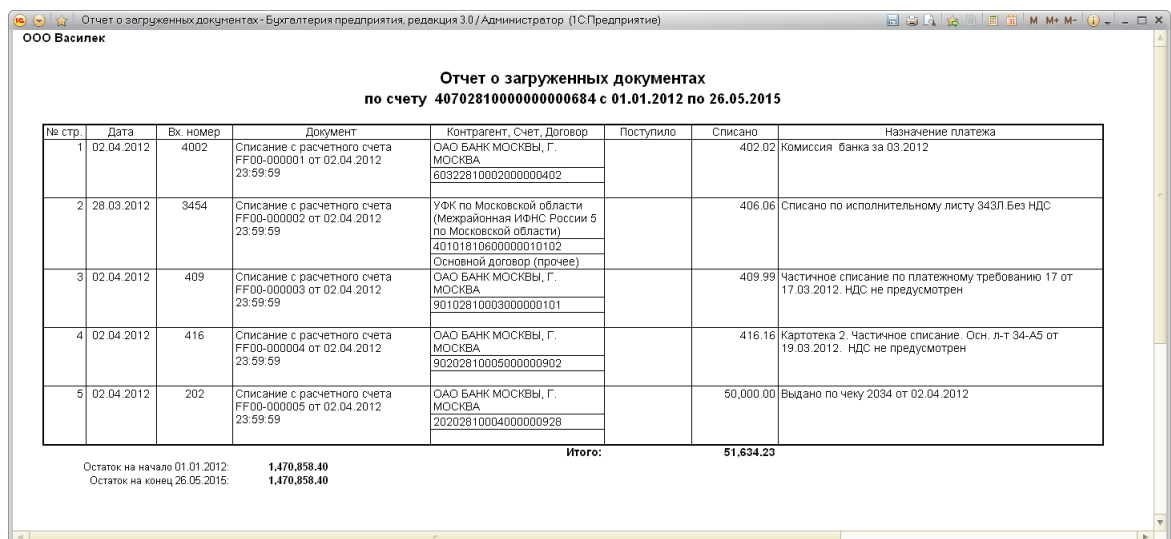 Отчет о загруженных документах - Бухгалтерия предприятия, редакция 3.0 / Администратор (1С:Предприятие)
M M+ M-
ООО Василек
Отчет о загруженных документах
по счету 40702810000000000684 с 01.01.2012 по 26.05.2015
№ стр. Дата Вх. номер Документ Контрагент, Счет, Договор Поступило Списано Назначение платежа
1 02.04.2012 4002 Списание с расчетного счета ОАО БАНК МОСКВЫ, Г. 402.02 Комиссия банка за 03.2012
FF00-000001 от 02.04.2012 МОСКВА
23:59:59 60322810002000000402
2 28.03.2012 3454 Списание с расчетного счета УФК по Московской области 406.06 Списано по исполнительному листу 343Л.Без НДС
FF00-000002 от 02.04.2012 (Межрайонная ИФНС России 5
23:59:59 по Московской области)
40101810600000010102
Основной договор (прочее)
3 02.04.2012 409 Списание с расчетного счета ОАО БАНК МОСКВЫ, Г. 409.99 Частичное списание по платежному требованию 17 от
FF00-000003 от 02.04.2012 МОСКВА 17.03.2012. НДС не предусмотрен
23:59:59 90102810003000000101
4 02.04.2012 416 Списание с расчетного счета ОАО БАНК МОСКВЫ, Г. 416.16 Картотека 2. Частичное списание. Осн. л-т 34-А5 от
FF00-000004 от 02.04.2012 МОСКВА 19.03.2012. НДС не предусмотрен
23:59:59 90202810005000000902
5 02.04.2012 202 Списание с расчетного счета ОАО БАНК МОСКВЫ, Г. 50,000.00 Выдано по чеку 2034 от 02.04.2012
FF00-000005 от 02.04.2012 МОСКВА
23:59:59 20202810004000000928
Итого: 51,634.23
Остаток на начало 01.01.2012: 1,470,858.40
Остаток на конец 26.05.2015: 1,470,858.40